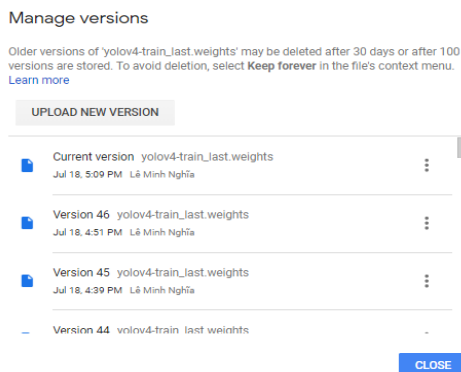 Manage versions
Older versions of 'yolov4-train_last.weights' may be deleted after 30 days or after 100
versions are stored. To avoid deletion, select Keep forever in the file's context menu.
Learn more
UPLOAD NEW VERSION
Current version yolov4-train_last.weights
Jul 18, 5:09 PM Lê Minh Nghĩa
Version 46 yolov4-train_last.weights
Jul 18, 4:51 PM Lê Minh Nghĩa
Version 45 yolov4-train_last.weights
Jul 18, 4:39 PM Lê Minh Nghĩa
Version 44 yolov4-train_last.weights
CLOSE